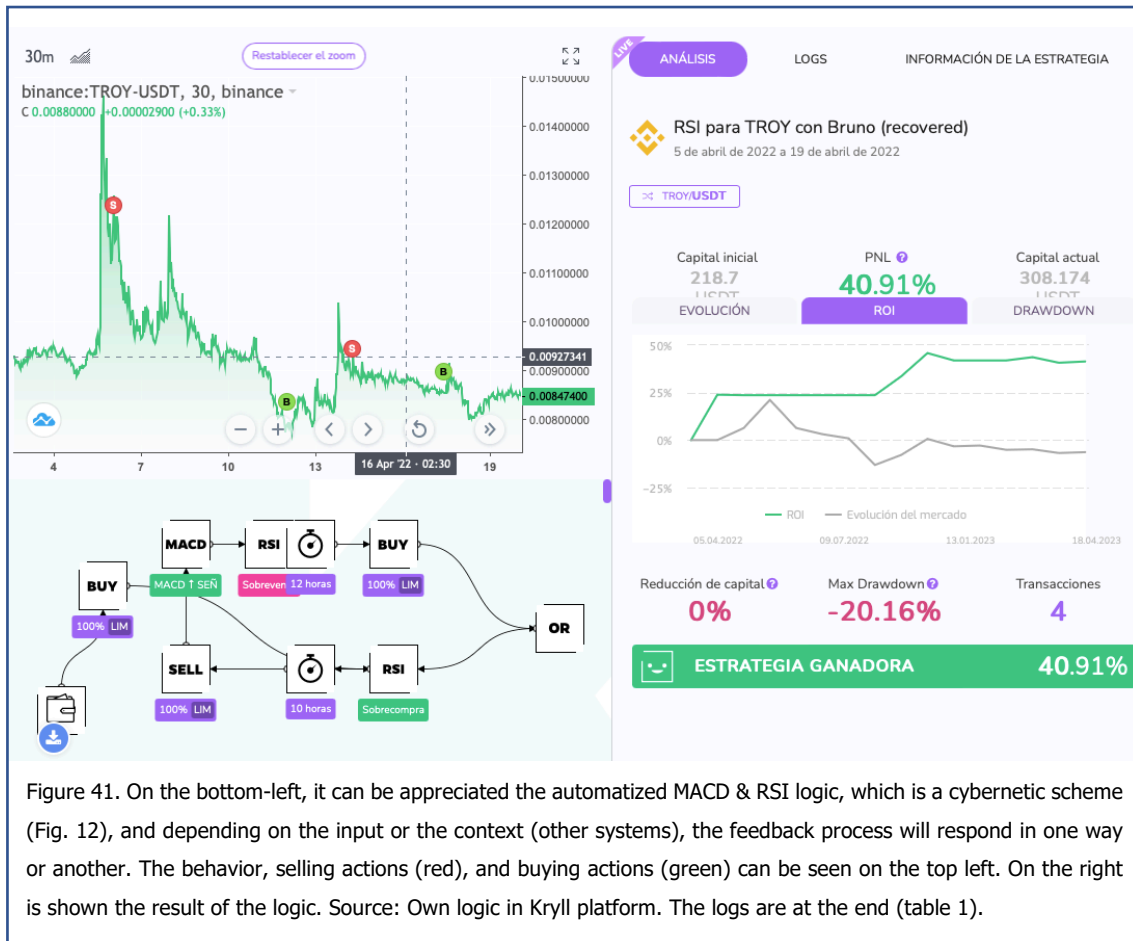 30m
Restablecer el zoom
binance:TROY-USDT, 30, binance
C 0.00880000 +0.00002900 (+0.33%)
0.01500000
0.01400000
0.01300000
0.01200000
0.01100000
0.01000000
0.00927341
0.00900000
0.00847400
0.00800000
S
S
B
B
4
7
10
13
16 Apr '22 · 02:30
19
MACD
RSI
BUY
BUY
MACD ↑ SEÑ
Sobreven
12 horas
100% LIM
100% LIM
OR
SELL
RSI
100% LIM
10 horas
Sobrecompra
LIVE
ANÁLISIS
LOGS
INFORMACIÓN DE LA ESTRATEGIA
RSI para TROY con Bruno (recovered)
5 de abril de 2022 a 19 de abril de 2022
TROY/USDT
Capital inicial
PNL ?
Capital actual
218.7
40.91%
308.174
USDT
USDT
EVOLUCIÓN
ROI
DRAWDOWN
50%
25%
0%
−25%
ROI
Evolución del mercado
05.04.2022
09.07.2022
13.01.2023
18.04.2023
Reducción de capital ?
Max Drawdown ?
Transacciones
0%
-20.16%
4
ESTRATEGIA GANADORA
40.91%
Figure 41. On the bottom-left, it can be appreciated the automatized MACD & RSI logic, which is a cybernetic scheme
(Fig. 12), and depending on the input or the context (other systems), the feedback process will respond in one way
or another. The behavior, selling actions (red), and buying actions (green) can be seen on the top left. On the right
is shown the result of the logic. Source: Own logic in Kryll platform. The logs are at the end (table 1).